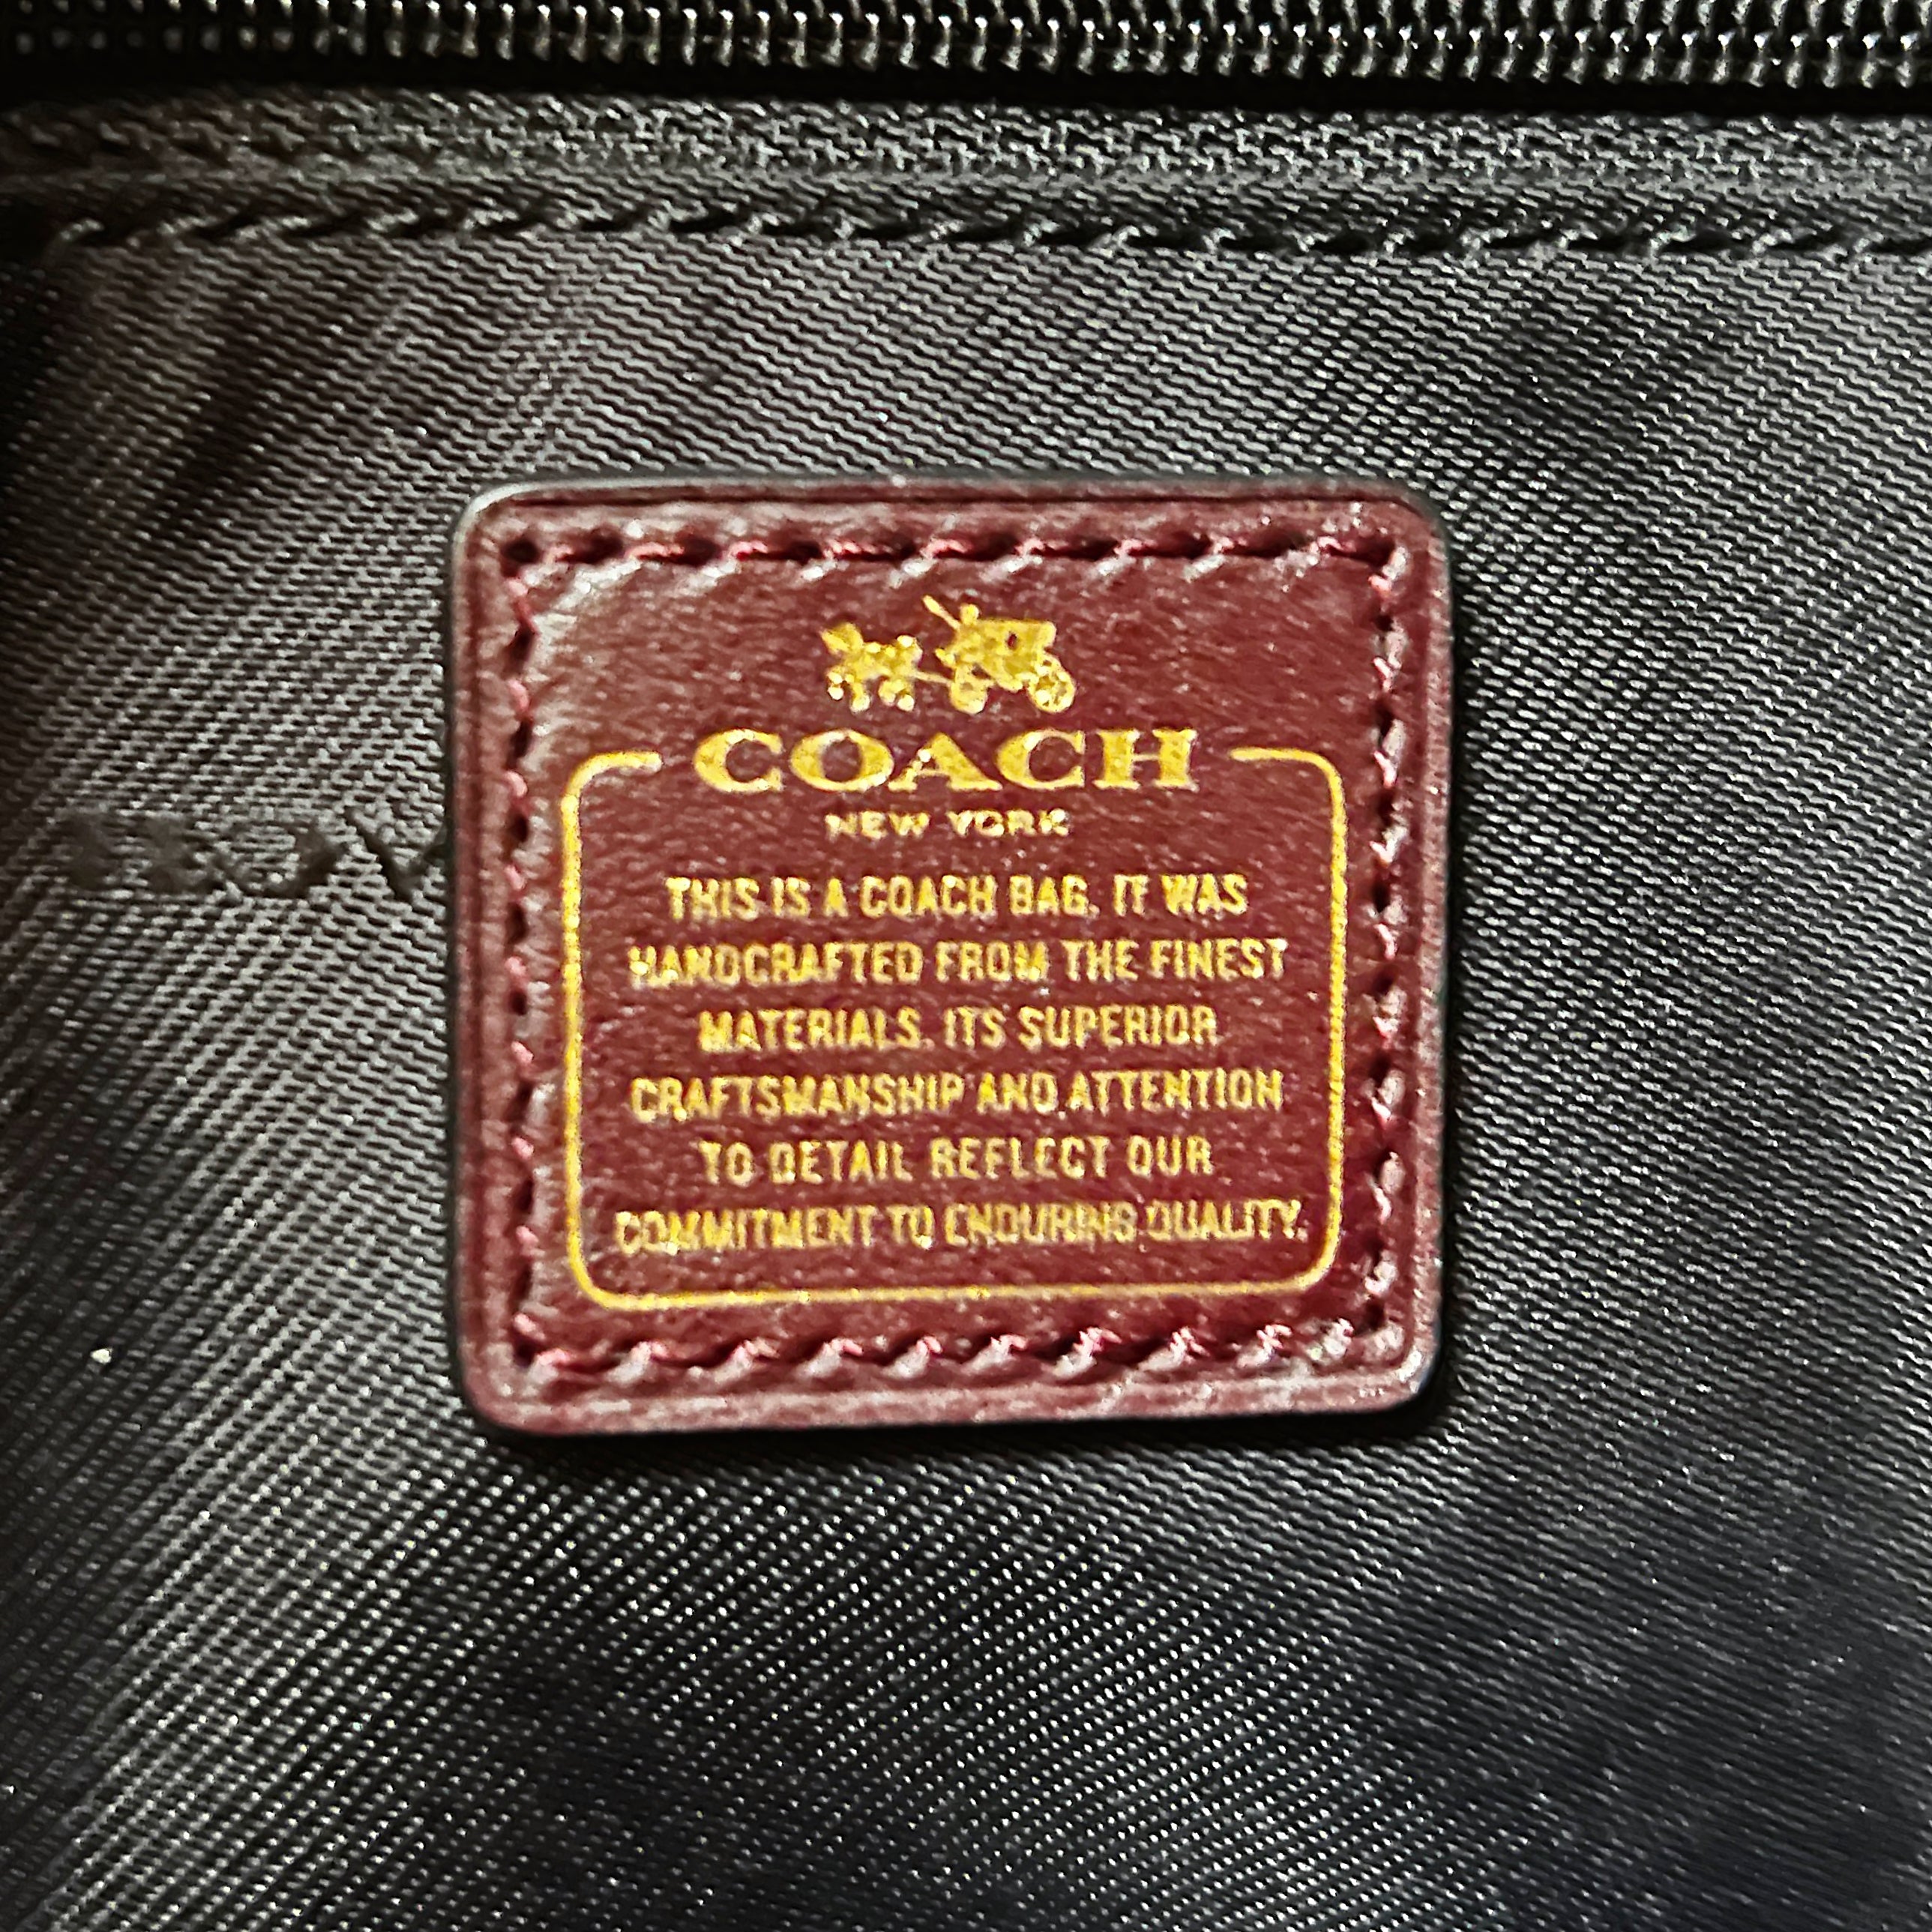 COACH
NEW YORK
THIS IS A COACH BAG. IT WAS
HANDCRAFTED FROM THE FINEST
MATERIALS. ITS SUPERIOR
CRAFTSMANSHIP AND ATTENTION
TO DETAIL REFLECT OUR
COMMITMENT TO ENDURING QUALITY.